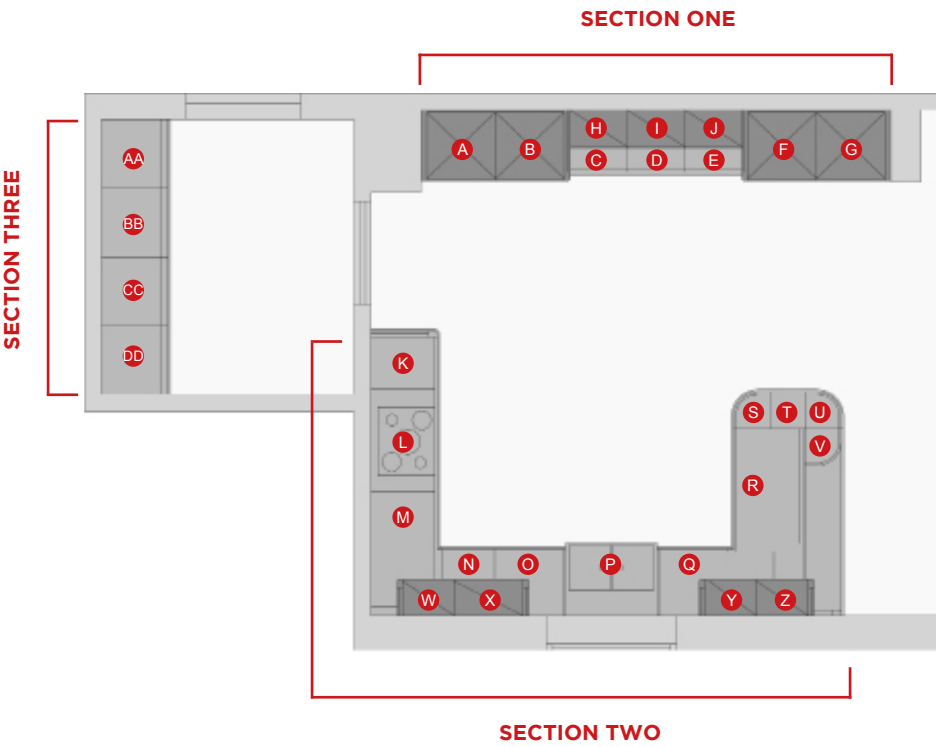 SECTION ONE
H I J
A B F G
C D E
SECTION THREE
AA
BB
CC
DD
K
S T U
L V
R
M
N O P Q
W X Y Z
SECTION TWO